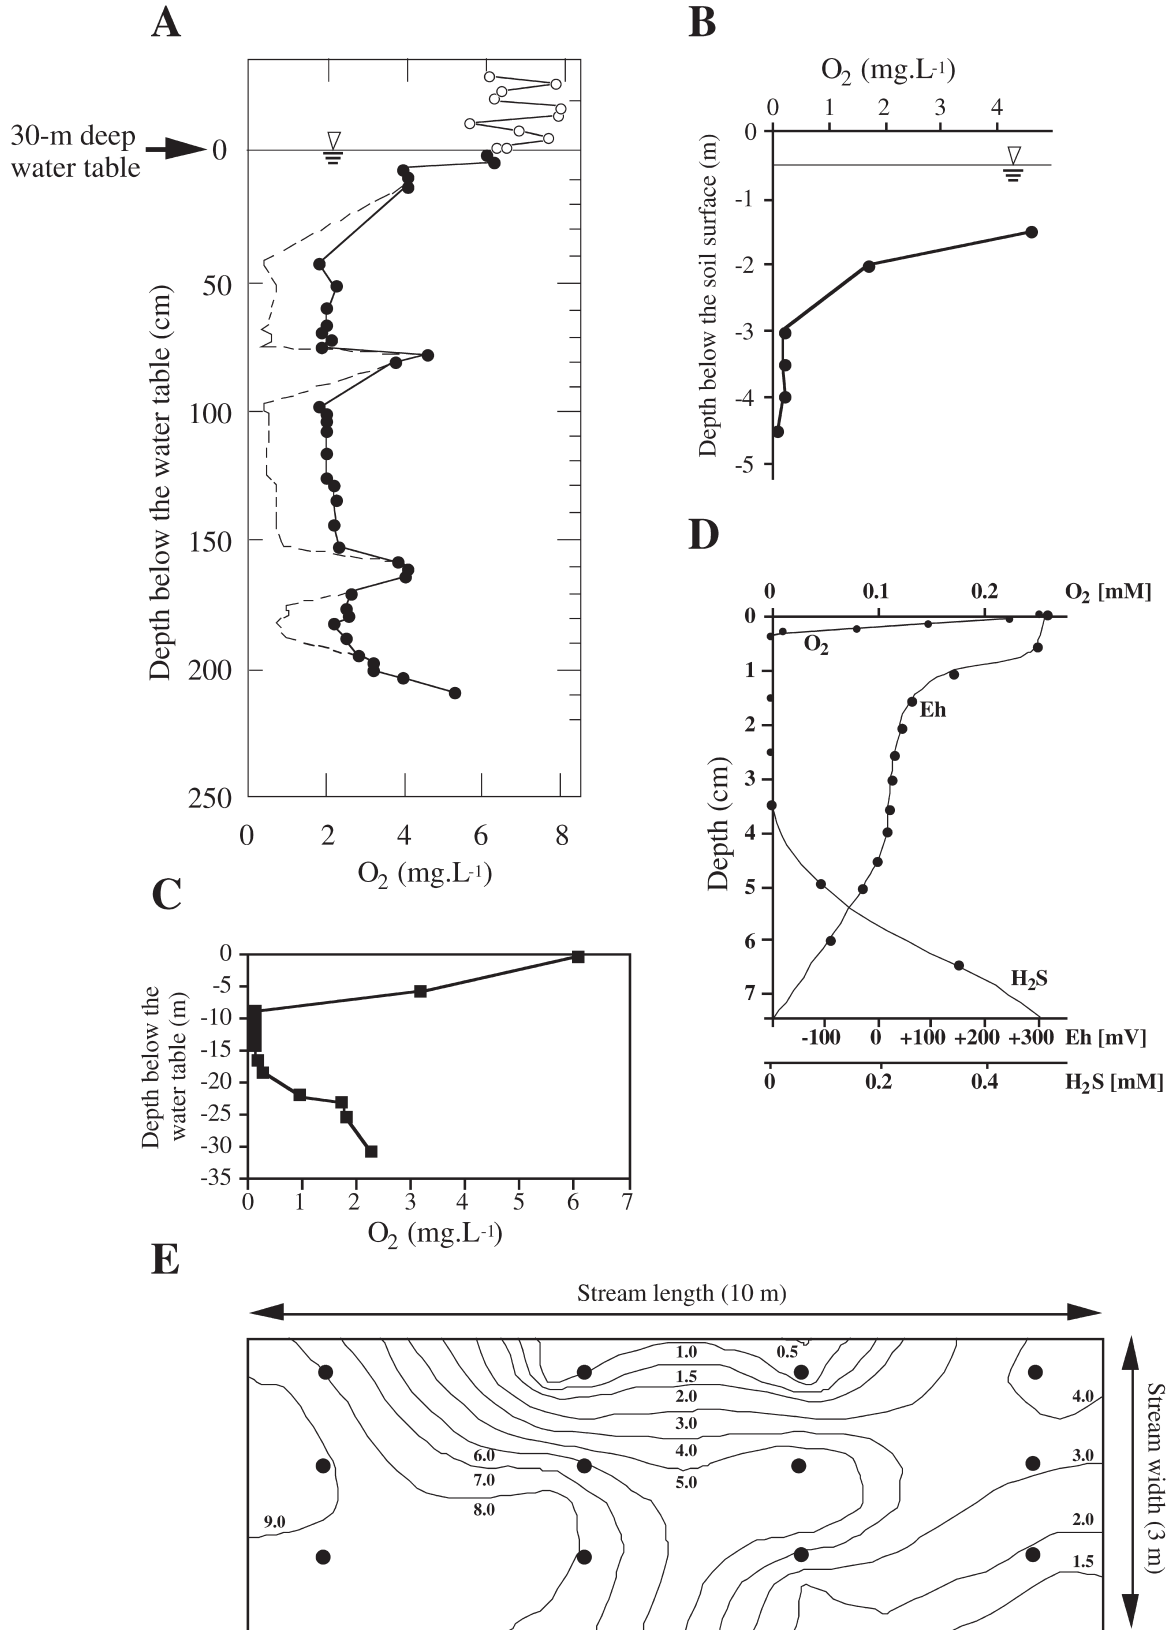 A
30-m deep
water table
0
50
100
150
200
250
Depth below the water table (cm)
0 2 4 6 8
O2 (mg.L-1)
B
O2 (mg.L-1)
0 1 2 3 4
0
-1
-2
-3
-4
-5
Depth below the soil surface (m)
C
0
-5
-10
-15
-20
-25
-30
-35
Depth below the
water table (m)
0 1 2 3 4 5 6 7
O2 (mg.L-1)
D
0 0.1 0.2 O2 [mM]
0
1
2
3
4
5
6
7
Depth (cm)
O2
Eh
H2S
-100 0 +100 +200 +300 Eh [mV]
0 0.2 0.4 H2S [mM]
E
Stream length (10 m)
Stream width (3 m)
1.0 0.5
1.5
2.0 4.0
3.0
4.0
6.0 3.0
7.0 5.0
8.0
9.0 2.0
1.5